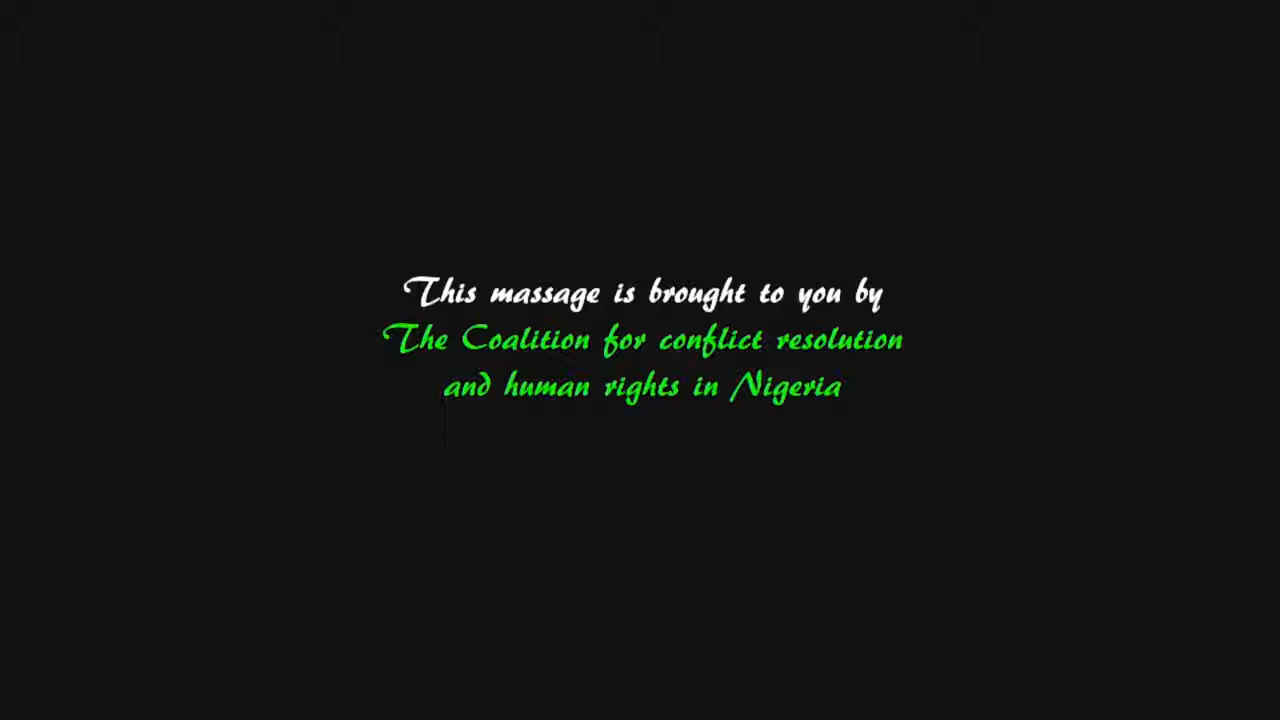 This massage is brought to you by
The Coalition for conflict resolution
and human rights in Nigeria